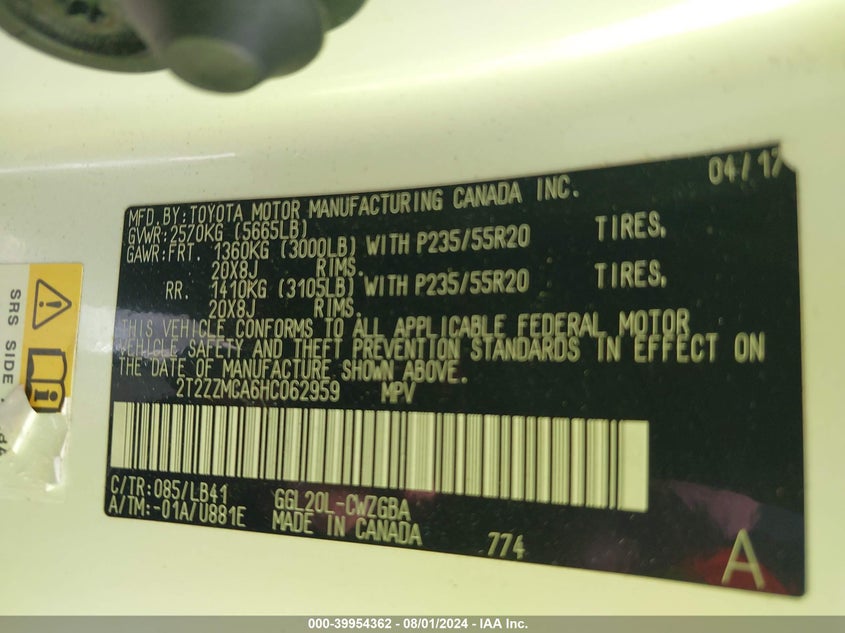 04/17
MFD.BY:TOYOTA MOTOR MANUFACTURING CANADA INC.
GVWR:2570KG (5665LB)
GAWR:FRT. 1360KG (3000LB) WITH P235/55R20 TIRES,
20X8J RIMS.
RR. 1410KG (3105LB) WITH P235/55R20 TIRES,
20X8J RIMS.
THIS VEHICLE CONFORMS TO ALL APPLICABLE FEDERAL MOTOR
VEHICLE SAFETY AND THEFT PREVENTION STANDARDS IN EFFECT ON
THE DATE OF MANUFACTURE SHOWN ABOVE.
2T2ZZMCA6HC062959 MPV
C/TR:085/LB41 GGL20L-CWZGBA
A/TM:-01A/U881E MADE IN CANADA 774 A
SRS SIDE
000-39954362 - 08/01/2024 - IAA Inc.